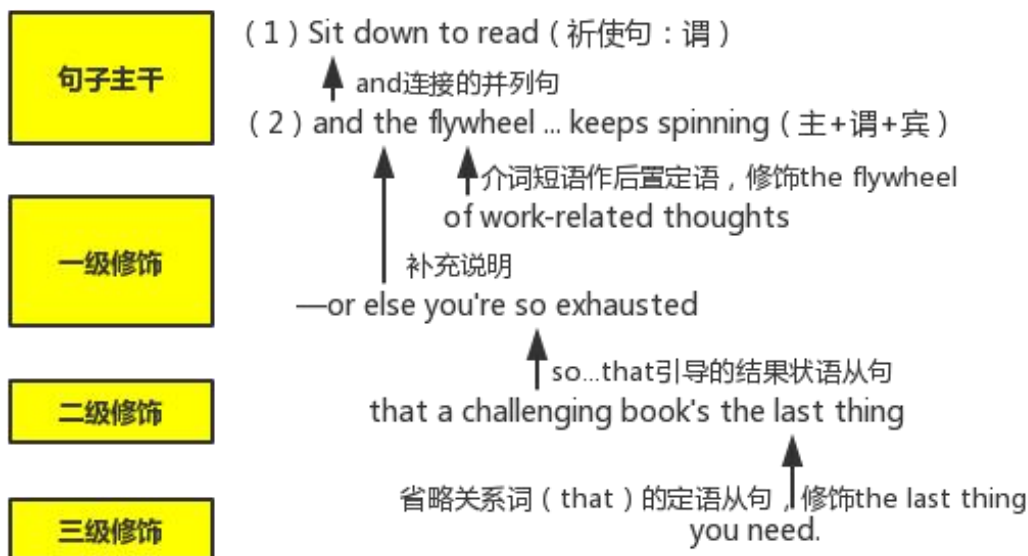 句子主干
(1) Sit down to read (祈使句:谓)
and连接的并列句
(2) and the flywheel ... keeps spinning (主+谓+宾)
介词短语作后置定语,修饰the flywheel
of work-related thoughts
一级修饰
补充说明
—or else you're so exhausted
so...that引导的结果状语从句
二级修饰
that a challenging book's the last thing
省略关系词(that)的定语从句,修饰the last thing
三级修饰
you need.